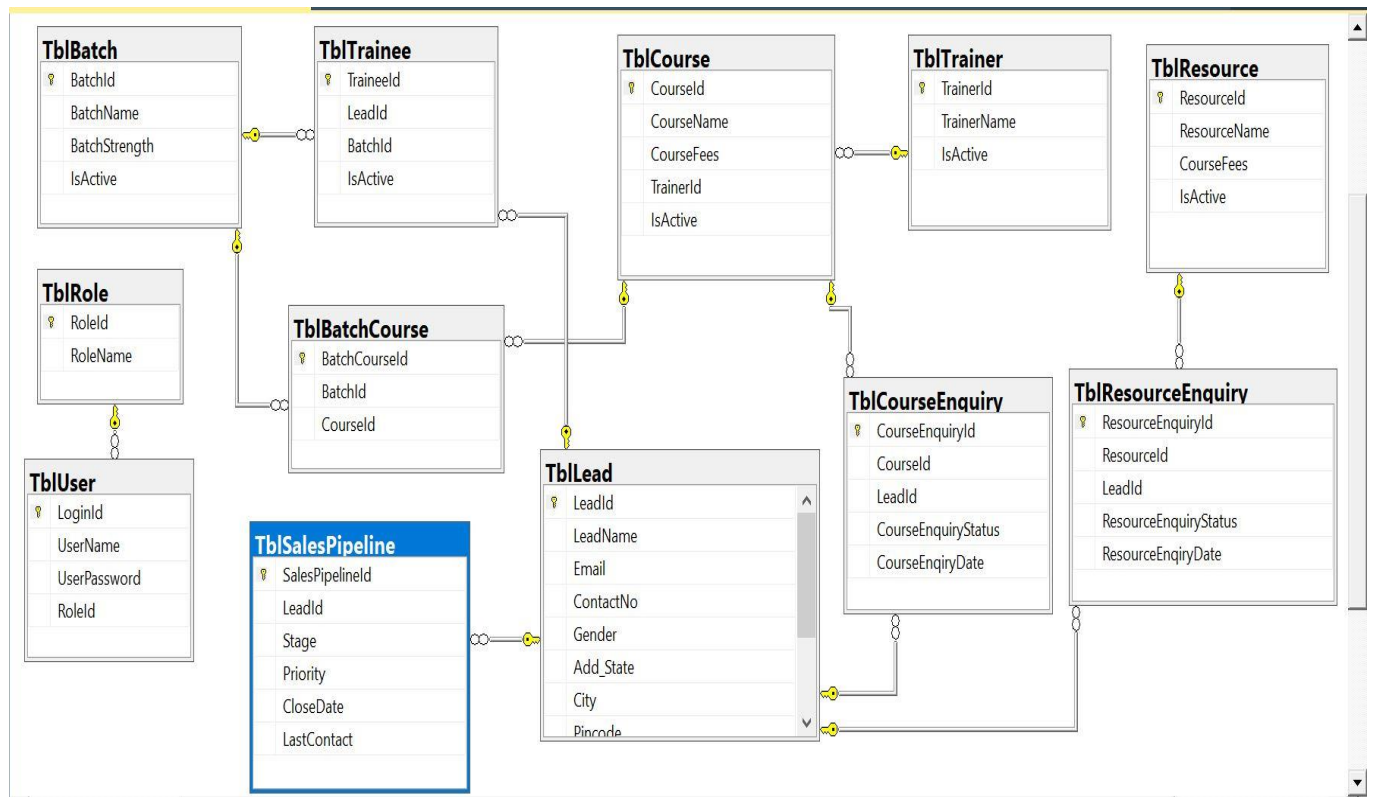 TblBatch
BatchId
BatchName
BatchStrength
IsActive
TblTrainee
TraineeId
LeadId
BatchId
IsActive
TblCourse
CourseId
CourseName
CourseFees
TrainerId
IsActive
TblTrainer
TrainerId
TrainerName
IsActive
TblResource
ResourceId
ResourceName
CourseFees
IsActive
TblRole
RoleId
RoleName
TblBatchCourse
BatchCourseId
BatchId
CourseId
TblCourseEnquiry
CourseEnquiryId
CourseId
LeadId
CourseEnquiryStatus
CourseEnqiryDate
TblResourceEnquiry
ResourceEnquiryId
ResourceId
LeadId
ResourceEnquiryStatus
ResourceEnqiryDate
TblUser
LoginId
UserName
UserPassword
RoleId
TblSalesPipeline
SalesPipelineId
LeadId
Stage
Priority
CloseDate
LastContact
TblLead
LeadId
LeadName
Email
ContactNo
Gender
Add_State
City
Pincode